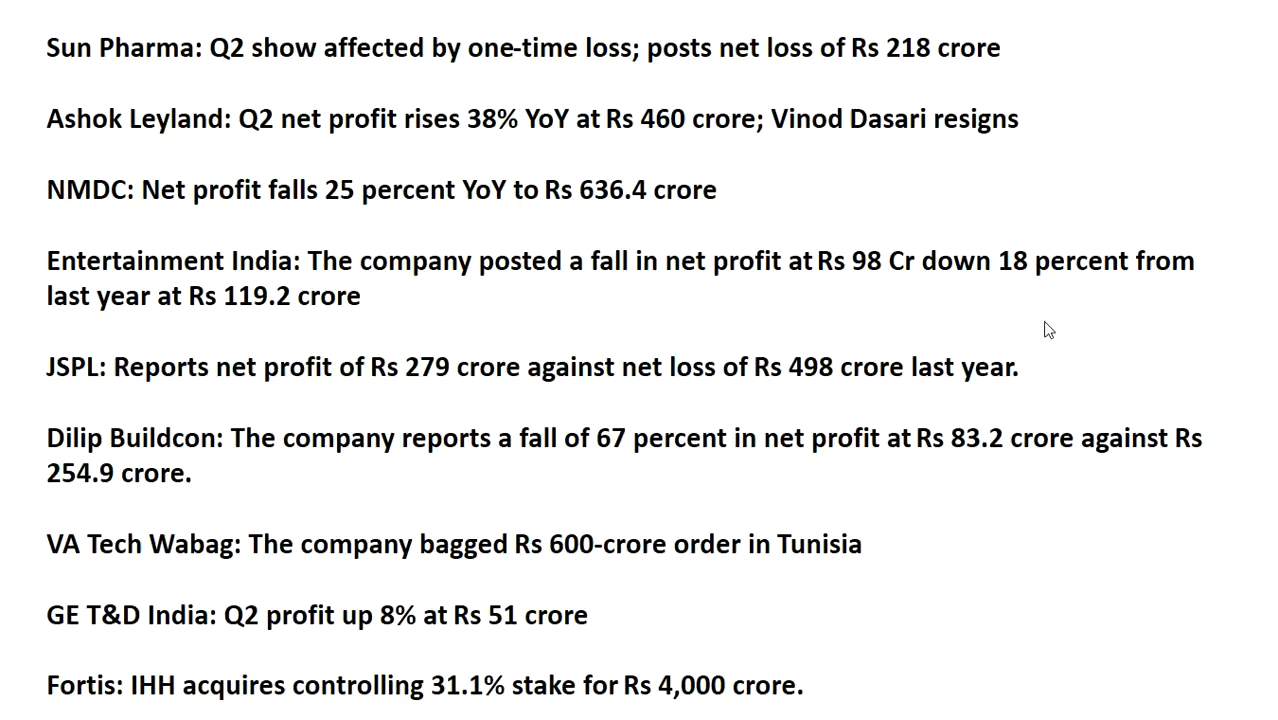 Sun Pharma: Q2 show affected by one-time loss; posts net loss of Rs 218 crore
Ashok Leyland: Q2 net profit rises 38% YoY at Rs 460 crore; Vinod Dasari resigns
NMDC: Net profit falls 25 percent YoY to Rs 636.4 crore
Entertainment India: The company posted a fall in net profit at Rs 98 Cr down 18 percent from
last year at Rs 119.2 crore
JSPL: Reports net profit of Rs 279 crore against net loss of Rs 498 crore last year.
Dilip Buildcon: The company reports a fall of 67 percent in net profit at Rs 83.2 crore against Rs
254.9 crore.
VA Tech Wabag: The company bagged Rs 600-crore order in Tunisia
GE T&D India: Q2 profit up 8% at Rs 51 crore
Fortis: IHH acquires controlling 31.1% stake for Rs 4,000 crore.